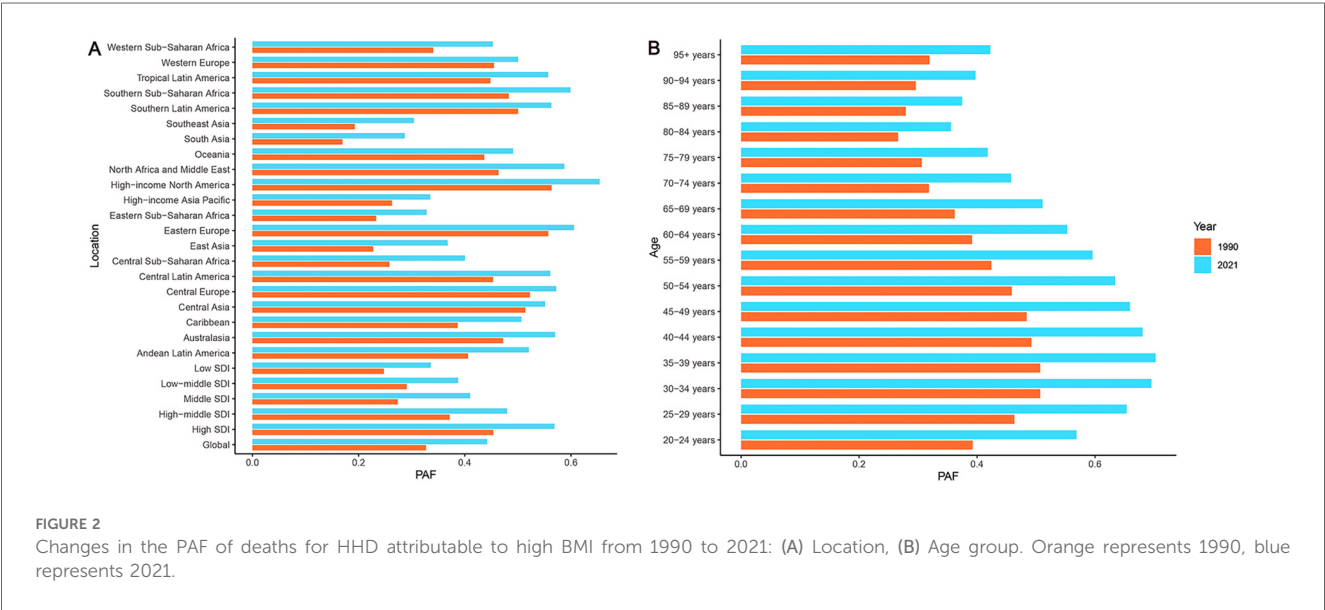 A
Location
Western Sub−Saharan Africa
Western Europe
Tropical Latin America
Southern Sub−Saharan Africa
Southern Latin America
Southeast Asia
South Asia
Oceania
North Africa and Middle East
High−income North America
High−income Asia Pacific
Eastern Sub−Saharan Africa
Eastern Europe
East Asia
Central Sub−Saharan Africa
Central Latin America
Central Europe
Central Asia
Caribbean
Australasia
Andean Latin America
Low SDI
Low−middle SDI
Middle SDI
High−middle SDI
High SDI
Global
0.0 0.2 0.4 0.6
PAF
B
Age
95+ years
90−94 years
85−89 years
80−84 years
75−79 years
70−74 years
65−69 years
60−64 years
55−59 years
50−54 years
45−49 years
40−44 years
35−39 years
30−34 years
25−29 years
20−24 years
0.0 0.2 0.4 0.6
PAF
Year
1990
2021
FIGURE 2
Changes in the PAF of deaths for HHD attributable to high BMI from 1990 to 2021: (A) Location, (B) Age group. Orange represents 1990, blue
represents 2021.